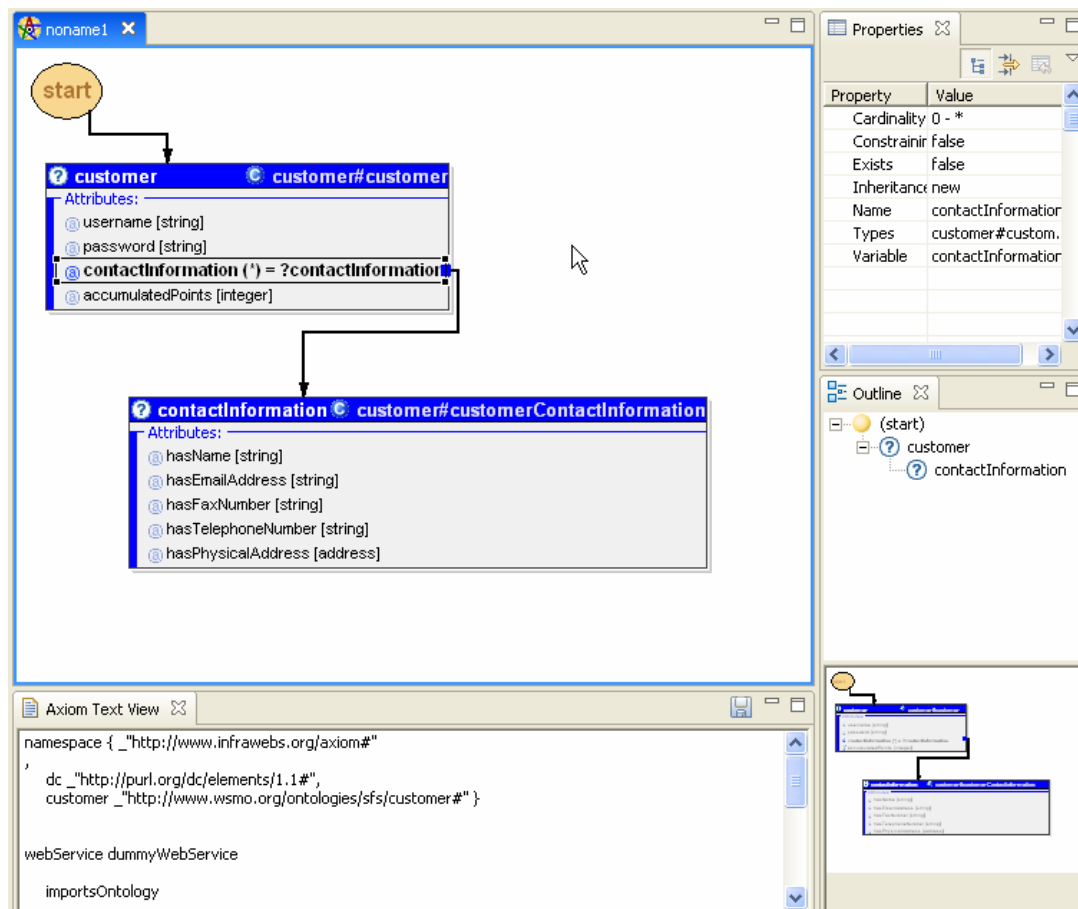 noname1
start
customer customer#customer
Attributes:
username [string]
password [string]
contactInformation (*) = ?contactInformation
accumulatedPoints [integer]
contactInformation customer#customerContactInformation
Attributes:
hasName [string]
hasEmailAddress [string]
hasFaxNumber [string]
hasTelephoneNumber [string]
hasPhysicalAddress [address]
Axiom Text View
namespace { _"http://www.infrawebs.org/axiom#"
,
dc _"http://purl.org/dc/elements/1.1#",
customer _"http://www.wsmo.org/ontologies/sfs/customer#" }
webService dummyWebService
importsOntology
Properties
Property Value
Cardinality 0 - *
Constrainir false
Exists false
Inheritance new
Name contactInformation
Types customer#custom.
Variable contactInformation
Outline
(start)
customer
contactInformation